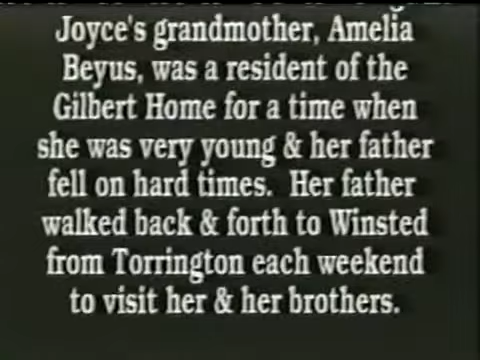 Joyce's grandmother, Amelia
Beyus, was a resident of the
Gilbert Home for a time when
she was very young & her father
fell on hard times.  Her father
walked back & forth to Winsted
from Torrington each weekend
to visit her & her brothers.